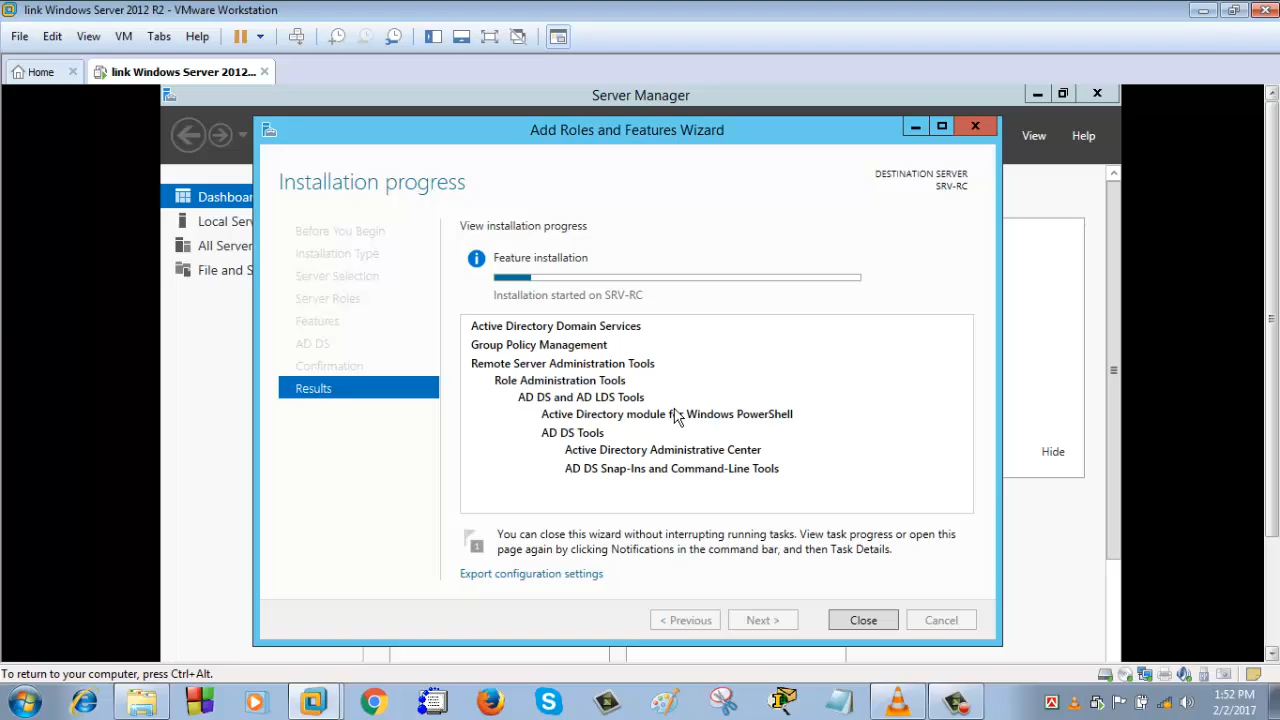 link Windows Server 2012 R2 - VMware Workstation
File Edit View VM Tabs Help
Home link Windows Server 2012...
Server Manager
Add Roles and Features Wizard
View Help
Installation progress
DESTINATION SERVER
SRV-RC
Dashboar
Local Serv
All Server
File and S
Before You Begin
Installation Type
Server Selection
Server Roles
Features
AD DS
Confirmation
Results
View installation progress
Feature installation
Installation started on SRV-RC
Active Directory Domain Services
Group Policy Management
Remote Server Administration Tools
Role Administration Tools
AD DS and AD LDS Tools
Active Directory module for Windows PowerShell
AD DS Tools
Active Directory Administrative Center
AD DS Snap-Ins and Command-Line Tools
Hide
1
You can close this wizard without interrupting running tasks. View task progress or open this
page again by clicking Notifications in the command bar, and then Task Details.
Export configuration settings
< Previous Next > Close Cancel
To return to your computer, press Ctrl+Alt.
1:52 PM
2/2/2017